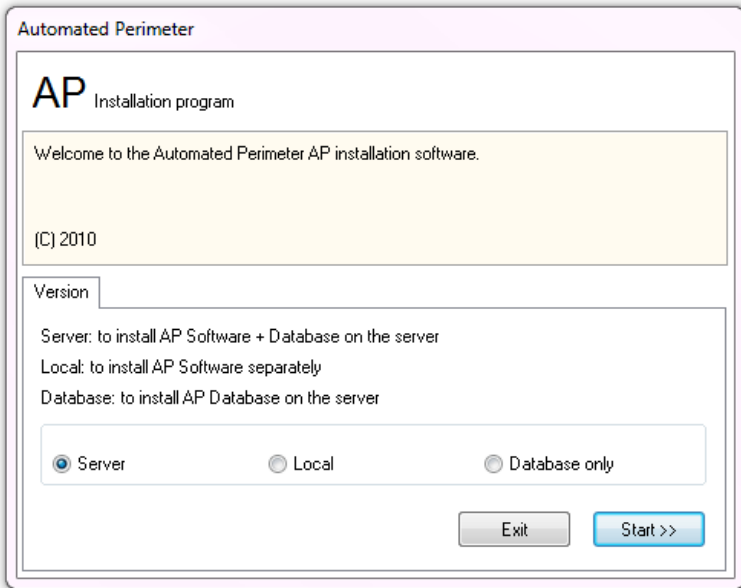 Automated Perimeter
AP Installation program
Welcome to the Automated Perimeter AP installation software.
(C) 2010
Version
Server: to install AP Software + Database on the server
Local: to install AP Software separately
Database: to install AP Database on the server
Server Local Database only
Exit Start >>